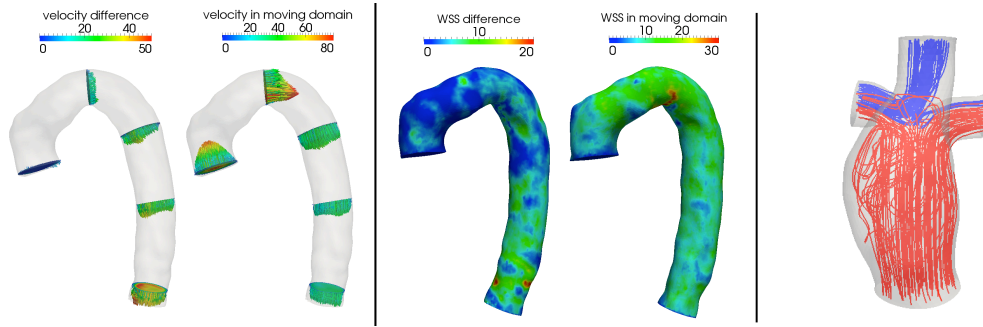 velocity difference
20
0 50
velocity in moving domain
20 40 60
0 80
WSS difference
10
0 20
WSS in moving domain
10 20
0 30